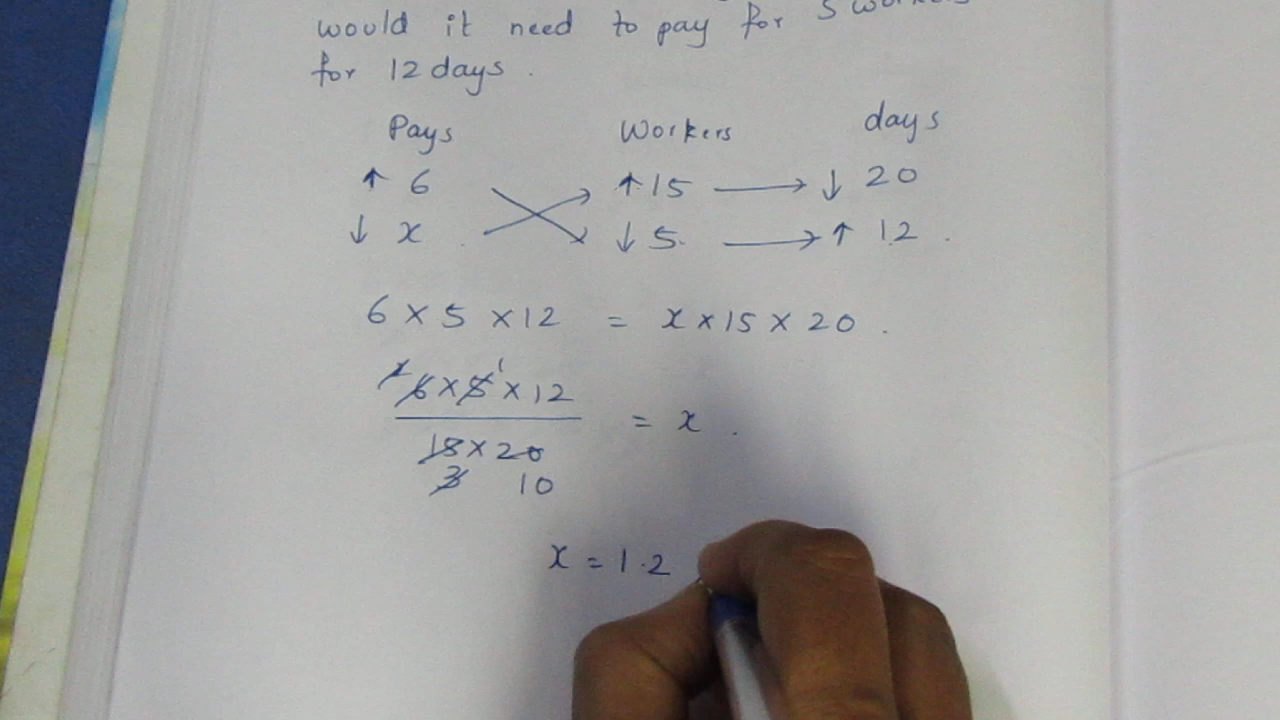 would it need to pay for 5 workers
for 12 days.
Pays Workers days
↑ 6 ↑ 15 → ↓ 20
↓ x ↓ 5 → ↑ 12.
6 × 5 × 12 = x × 15 × 20.
2 6 × 5 1 × 12
15 × 20 = x.
3 10
x = 1.2